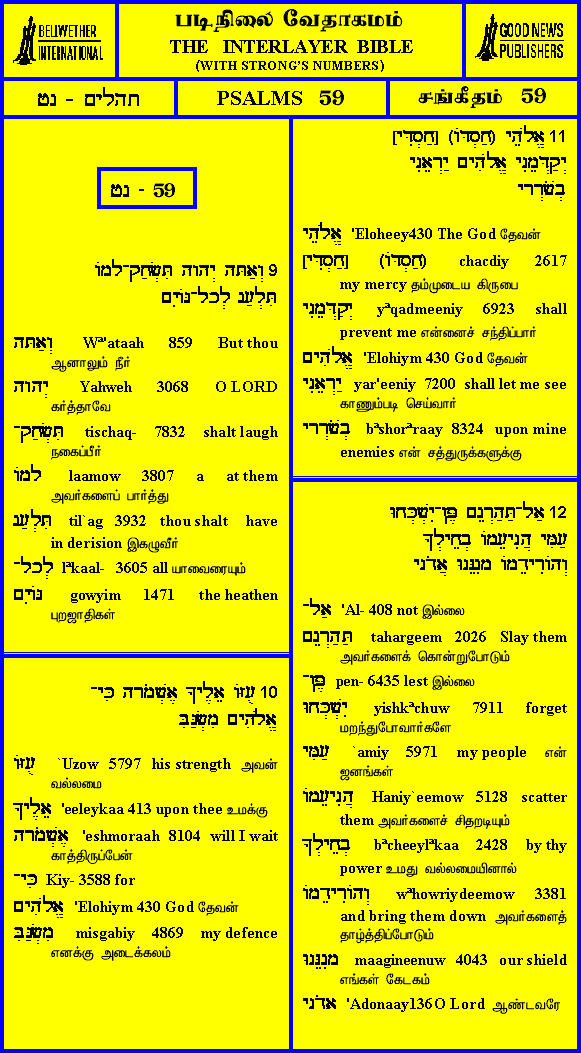 BELIWETHER
INTERNATIONAL
படிநிலை வேதாகமம்
THE INTERLAYER BIBLE
(WITH STRONG'S NUMBERS)
GOOD NEWS
PUBLISHERS
תהלים - נט
PSALMS 59
சங்கீதம் 59
נט - 59
9 וְאַתָּה יְהוָה תִּשְׂחַק־לָמוֹ
תִּלְעַג לְכָל־גּוֹיִם
וְאַתָּה Wª'ataah 859 But thou
ஆனாலும் நீர்
יְהוָה Yahweh 3068 O LORD
கர்த்தாவே
תִּשְׂחַק־ tischaq- 7832 shalt laugh
நகைப்பீர்
לָמוֹ laamow 3807 a at them
அவர்களைப் பார்த்து
תִּלְעַג til`ag 3932 thou shalt have
in derision இகழுவீர்
לְכָל־ lªkaal- 3605 all யாவைரையும்
גּוֹיִם gowyim 1471 the heathen
புறஜாதிகள்
10 עֻזּוֹ אֵלֶיךָ אֶשְׁמֹרָה כִּי־
אֱלֹהִים מִשְׂגַּבִּי
עֻזּוֹ `Uzow 5797 his strength அவன்
வல்லமை
אֵלֶיךָ 'eeleykaa 413 upon thee உமக்கு
אֶשְׁמֹרָה 'eshmoraah 8104 will I wait
காத்திருப்பேன்
כִּי־ Kiy- 3588 for
אֱלֹהִים 'Elohiym 430 God தேவன்
מִשְׂגַּבִּי misgabiy 4869 my defence
எனக்கு அடைக்கலம்
11 אֱלֹהֵי (חַסְדּוֹ) [חַסְדִּי]
יְקַדְּמֵנִי אֱלֹהִים יַרְאֵנִי
בְשֹׁרְרָי
אֱלֹהֵי 'Eloheey430 The God தேவன்
(חַסְדּוֹ) [חַסְדִּי] chacdiy 2617
my mercy தம்முடைய கிருபை
יְקַדְּמֵנִי yªqadmeeniy 6923 shall
prevent me என்னைச் சந்திப்பார்
אֱלֹהִים 'Elohiym 430 God தேவன்
יַרְאֵנִי yar'eeniy 7200 shall let me see
காணும்படி செய்வார்
בְשֹׁרְרָי bªshorªraay 8324 upon mine
enemies என் சத்துருக்களுக்கு
12 אַל־תַּהַרְגֵם פֶּן־יִשְׁכְּחוּ
עַמִּי הֲנִיעֵמוֹ בְחֵילְךָ
וְהוֹרִידֵמוֹ מָגִנֵּנוּ אֲדֹנָי
אַל־ 'Al- 408 not இல்லை
תַּהַרְגֵם tahargeem 2026 Slay them
அவர்களைக் கொன்றுபோடும்
פֶּן־ pen- 6435 lest இல்லை
יִשְׁכְּחוּ yishkªchuw 7911 forget
மறந்துபோவார்களே
עַמִּי `amiy 5971 my people என்
ஜனங்கள்
הֲנִיעֵמוֹ Haniy`eemow 5128 scatter
them அவர்களைச் சிதறடியும்
בְחֵילְךָ bªcheeylªkaa 2428 by thy
power உமது வல்லமையினால்
וְהוֹרִידֵמוֹ wªhowriydeemow 3381
and bring them down அவர்களைத்
தாழ்த்திப்போடும்
מָגִנֵּנוּ maagineenuw 4043 our shield
எங்கள் கேடகம்
אֲדֹנָי 'Adonaay136 O Lord ஆண்டவரே